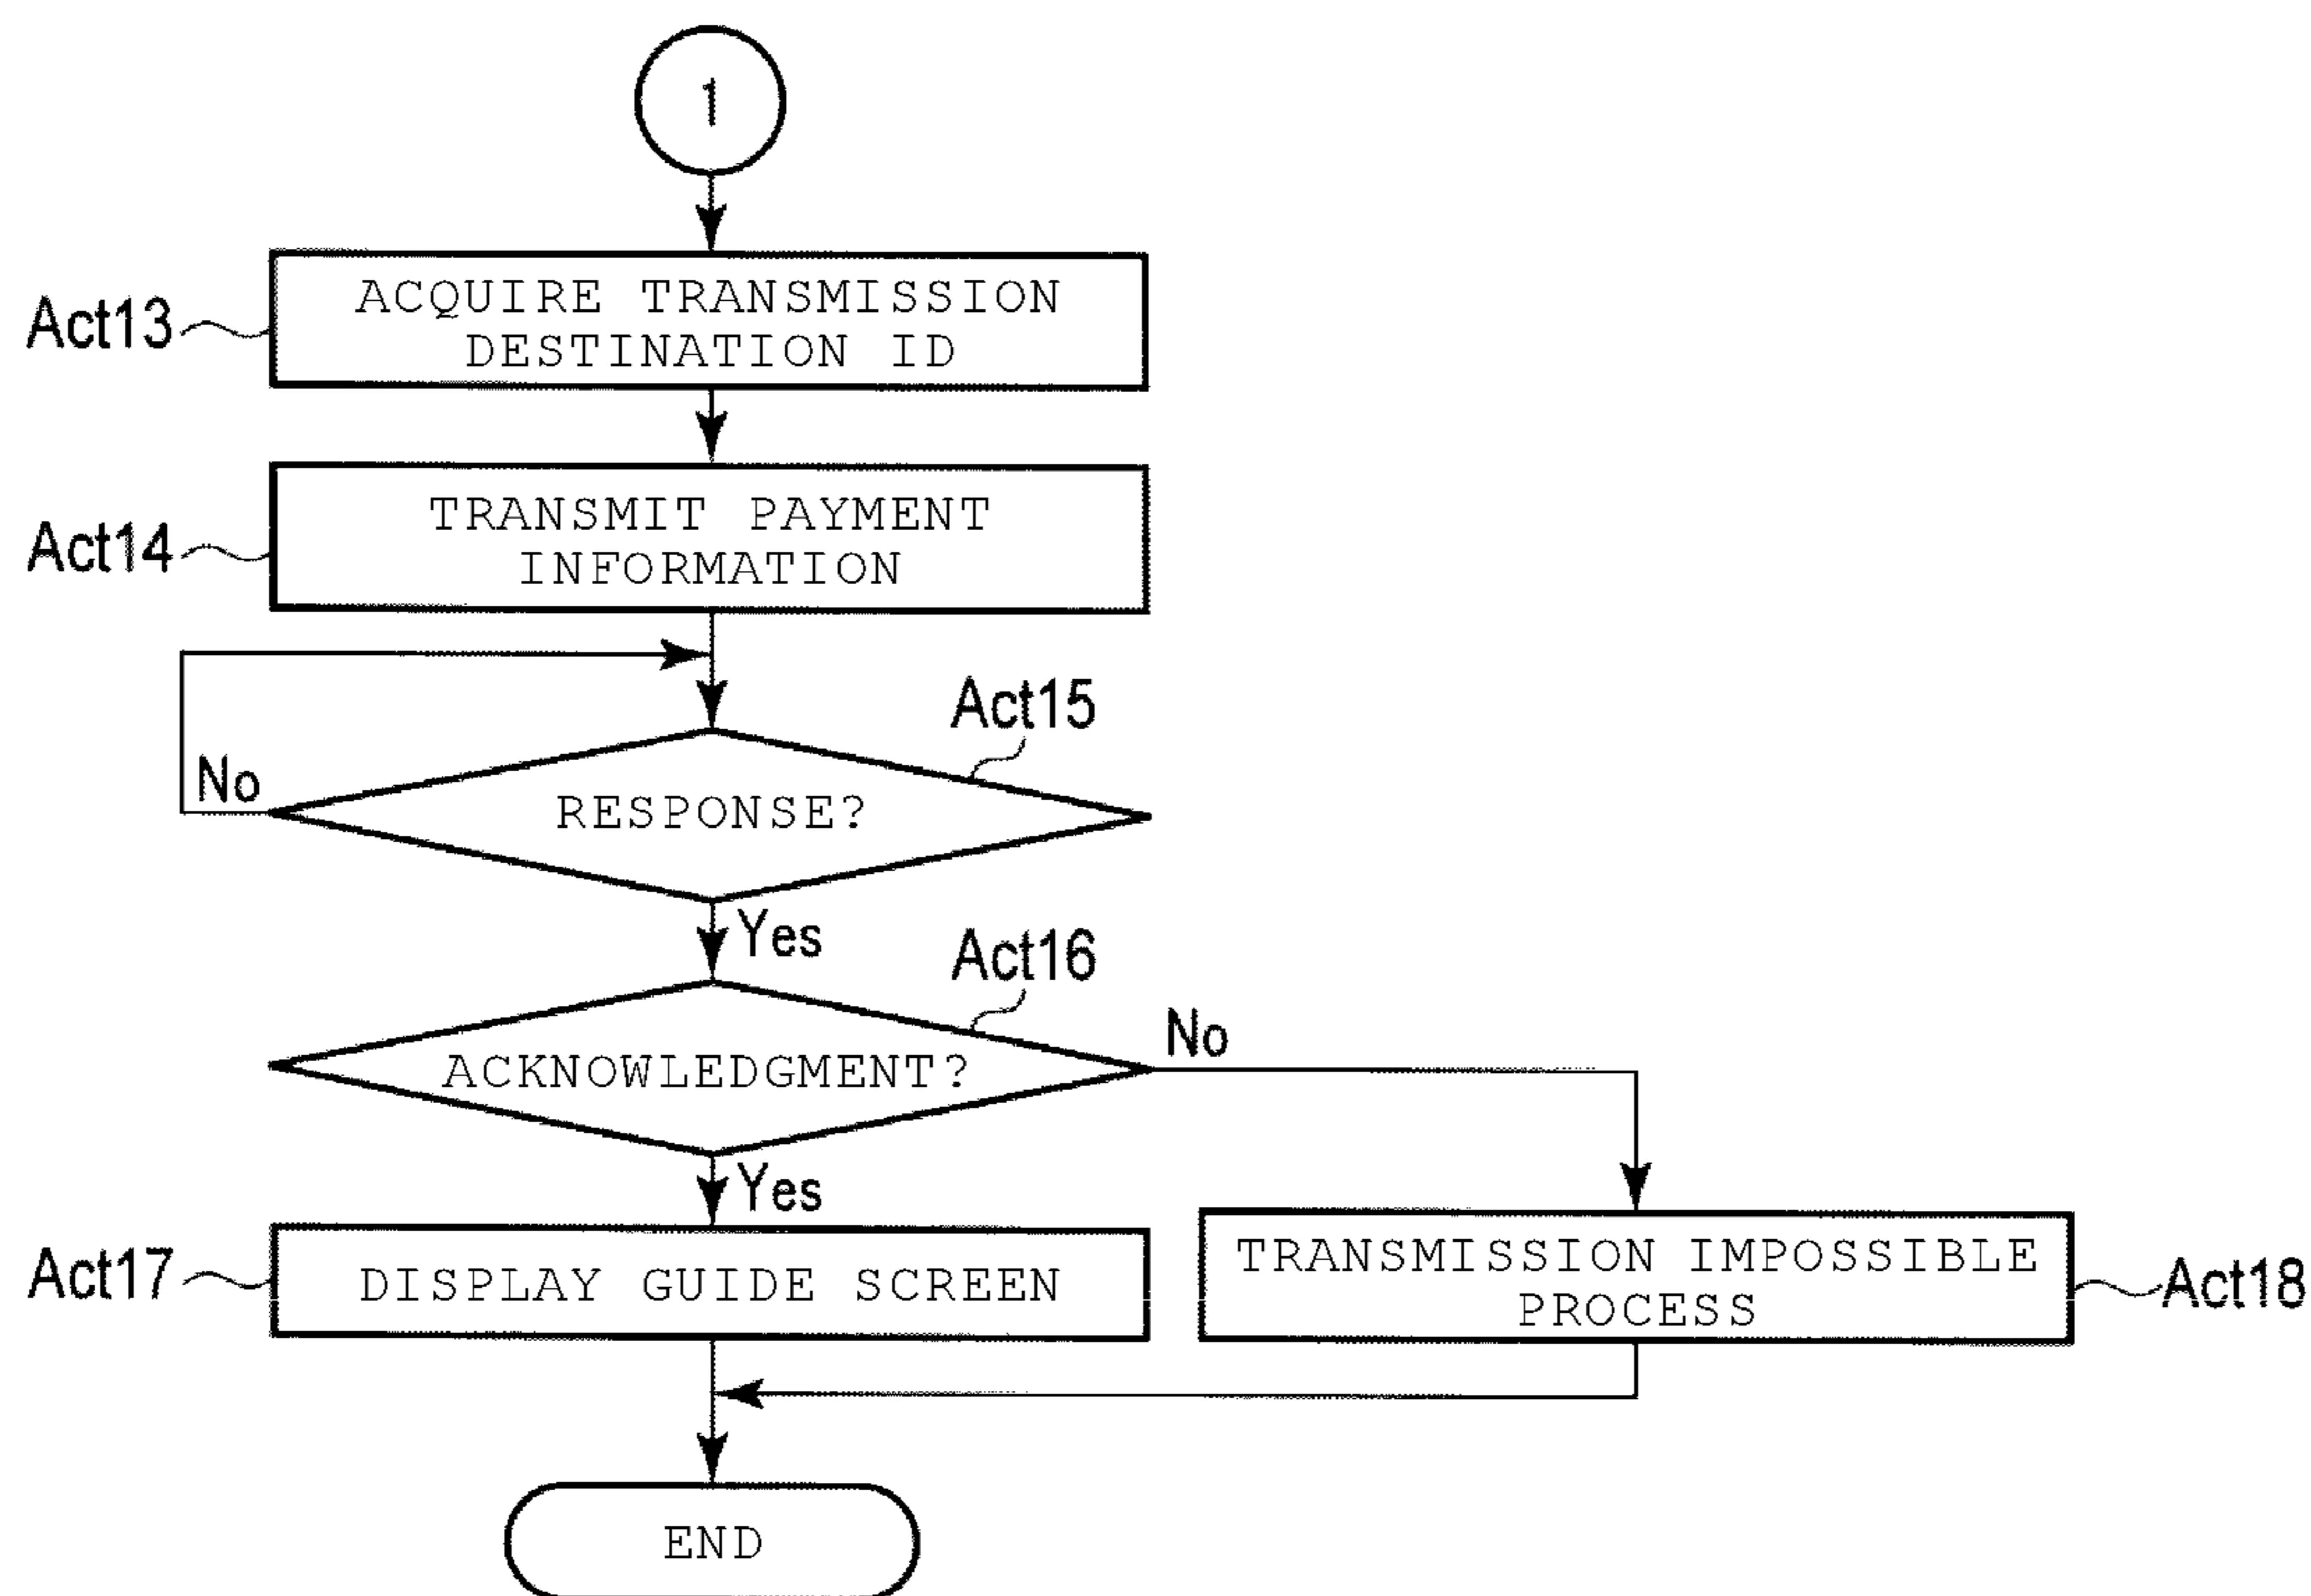 1
Act13
ACQUIRE TRANSMISSION
DESTINATION ID
Act14
TRANSMIT PAYMENT
INFORMATION
Act15
No
RESPONSE?
Yes
Act16
No
ACKNOWLEDGMENT?
Yes
Act17
DISPLAY GUIDE SCREEN
TRANSMISSION IMPOSSIBLE
PROCESS
Act18
END